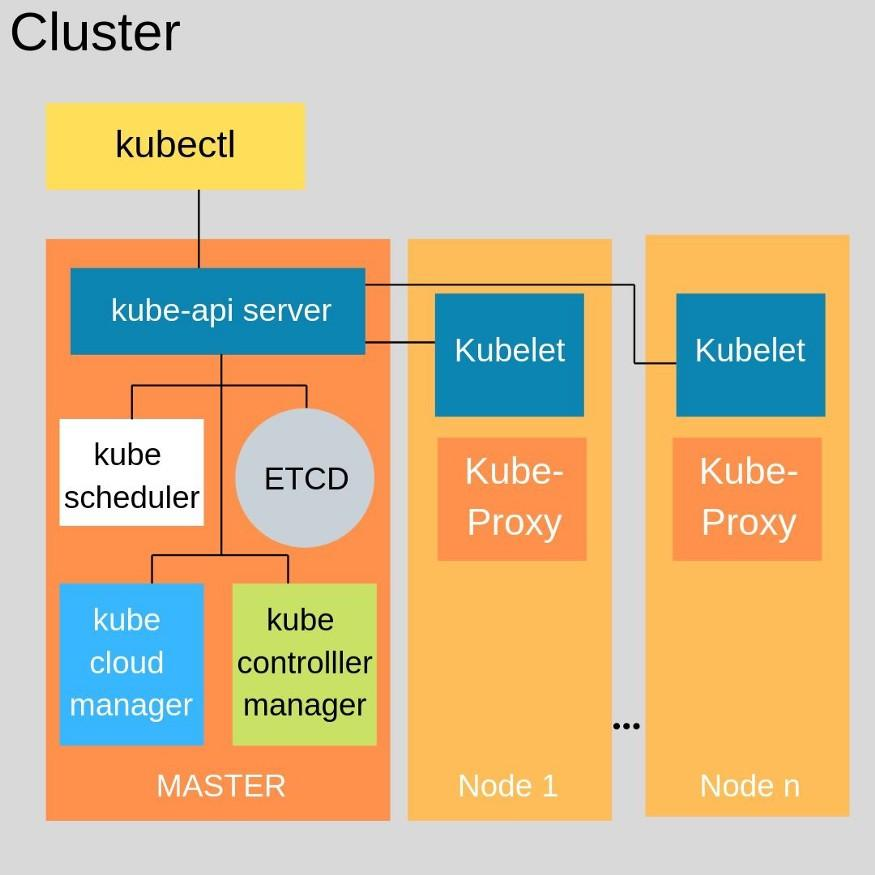 Cluster
kubectl
kube-api server
kube
scheduler
ETCD
kube
cloud
manager
kube
controlller
manager
MASTER
Kubelet
Kube-
Proxy
Node 1
...
Kubelet
Kube-
Proxy
Node n